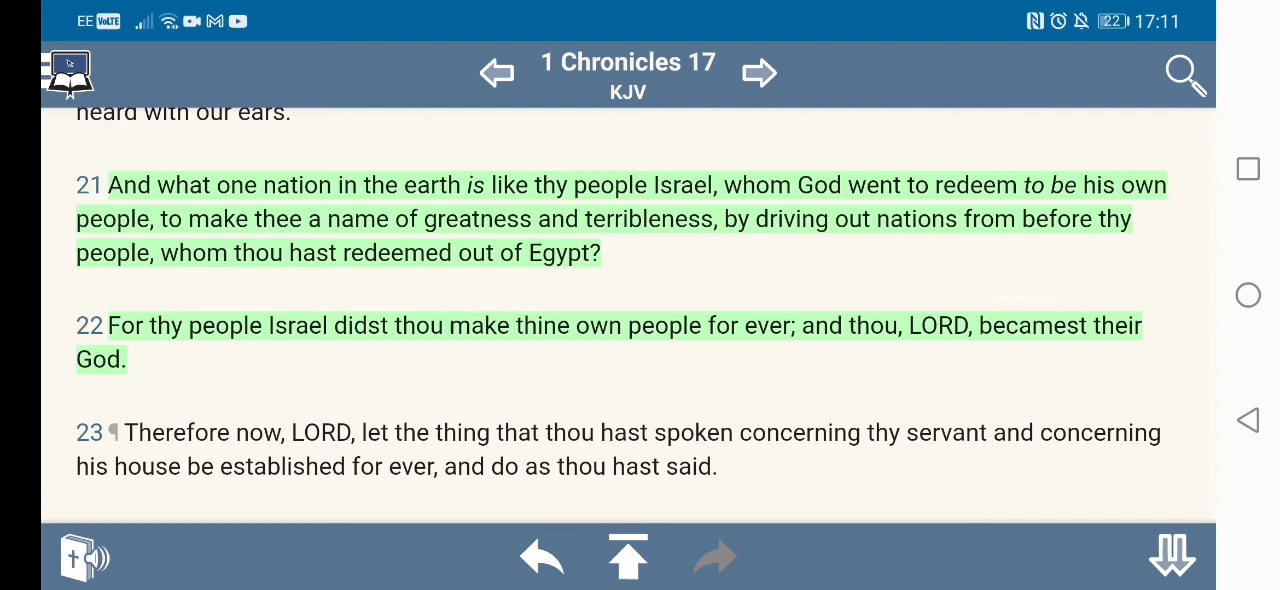 EE VoLTE 22 17:11
1 Chronicles 17
KJV
heard with our ears.
21 And what one nation in the earth is like thy people Israel, whom God went to redeem to be his own
people, to make thee a name of greatness and terribleness, by driving out nations from before thy
people, whom thou hast redeemed out of Egypt?
22 For thy people Israel didst thou make thine own people for ever; and thou, LORD, becamest their
God.
23 ¶ Therefore now, LORD, let the thing that thou hast spoken concerning thy servant and concerning
his house be established for ever, and do as thou hast said.